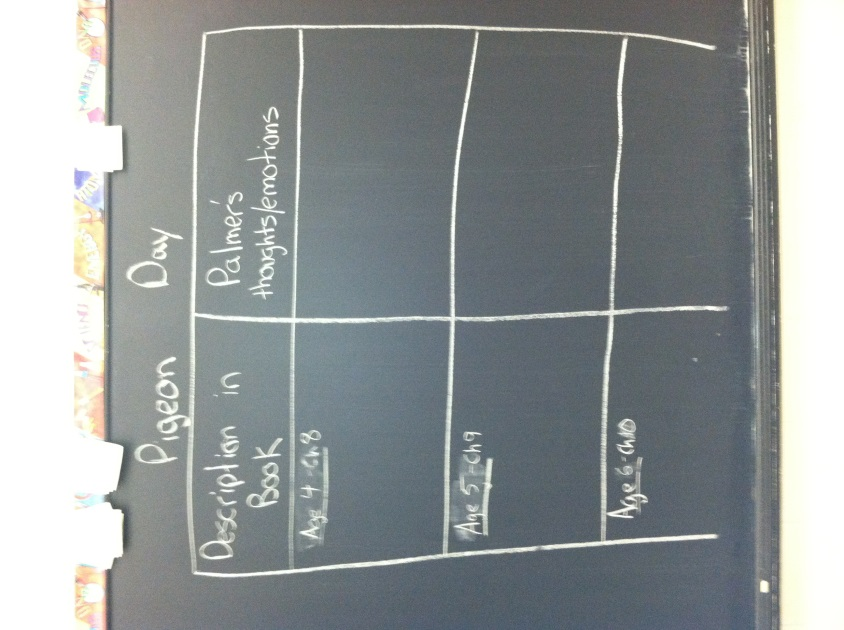 Pigeon Day
Description in
Book
Palmer's
thoughts/emotions
Age 4 - Ch 8
Age 5 - Ch 9
Age 6 - Ch 10